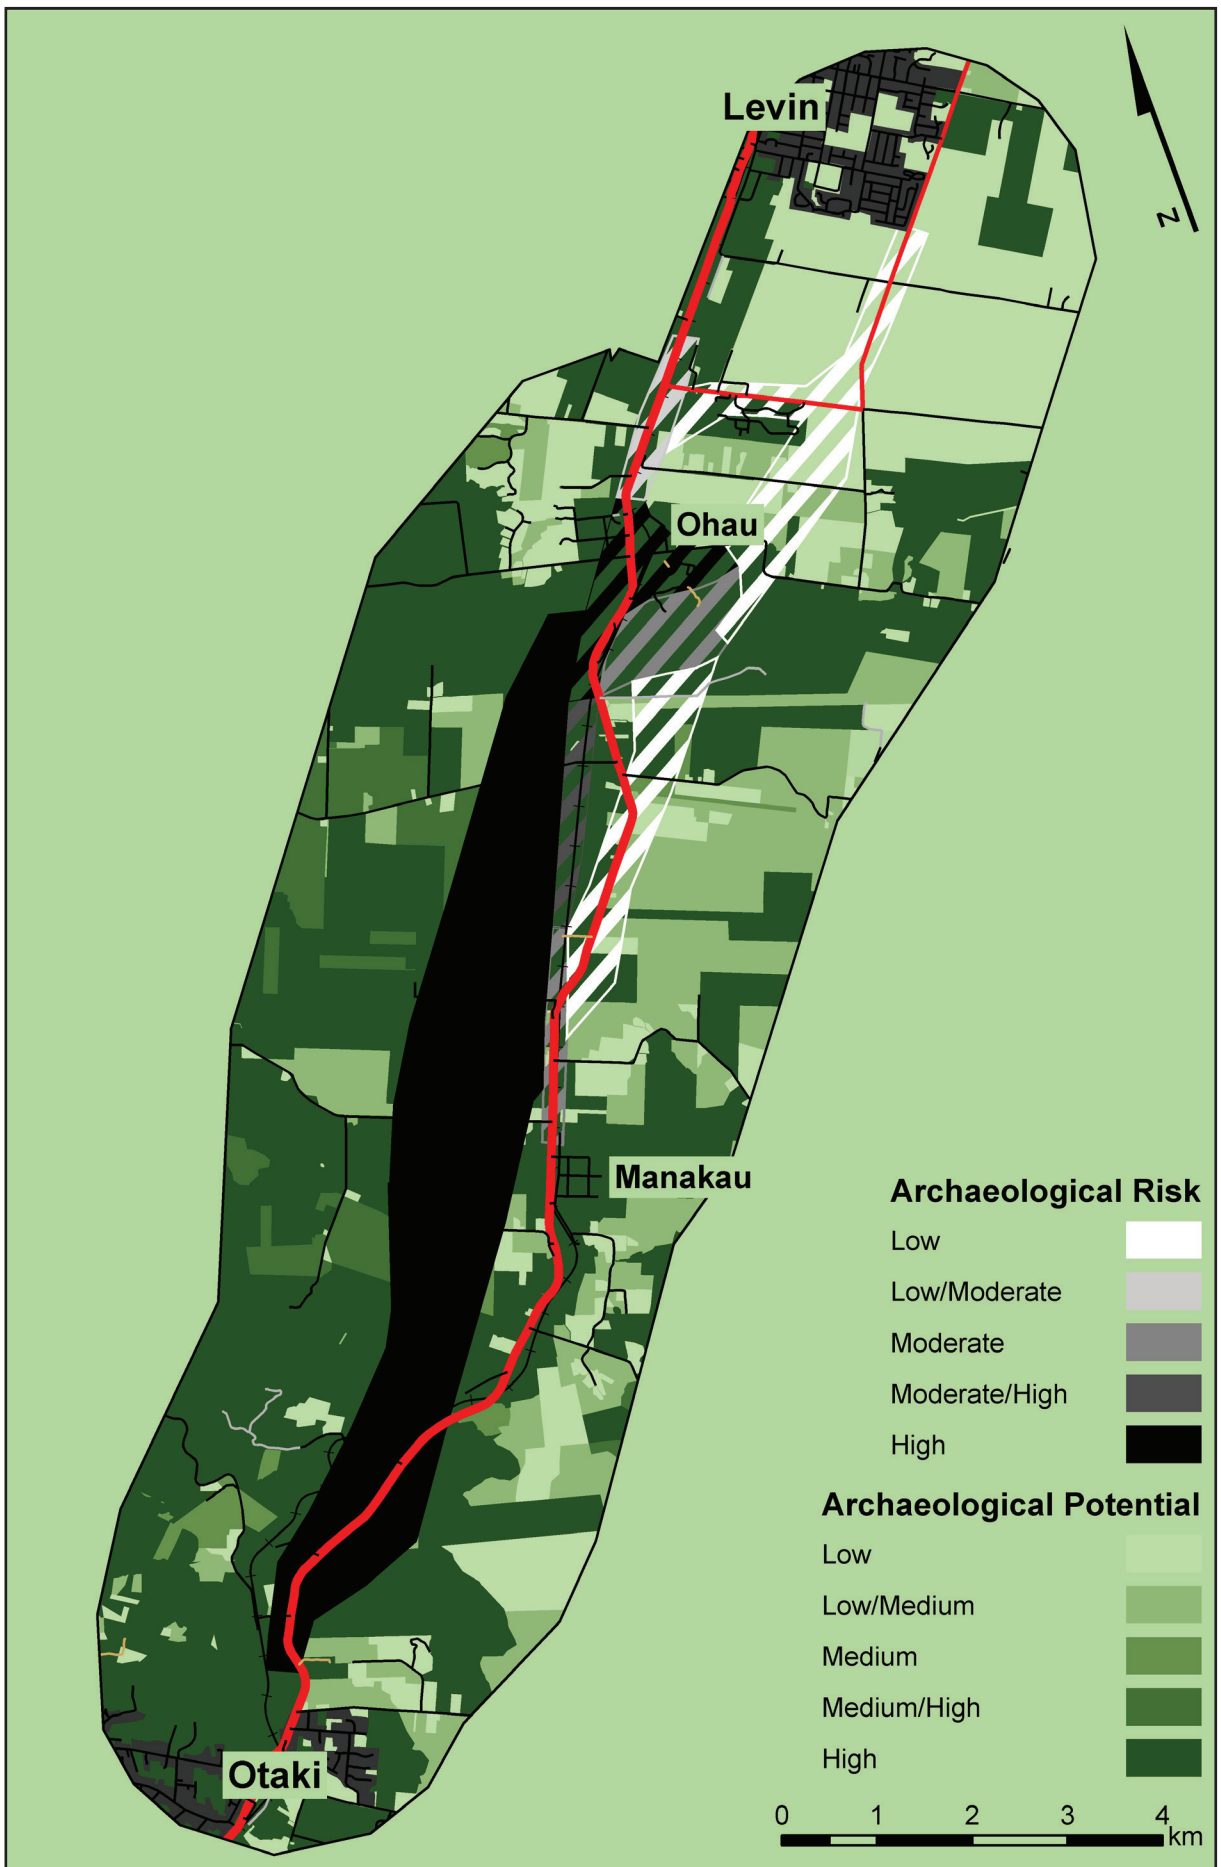 Levin
N
Ohau
Manakau
Otaki
Archaeological Risk
Low
Low/Moderate
Moderate
Moderate/High
High
Archaeological Potential
Low
Low/Medium
Medium
Medium/High
High
0 1 2 3 4
km